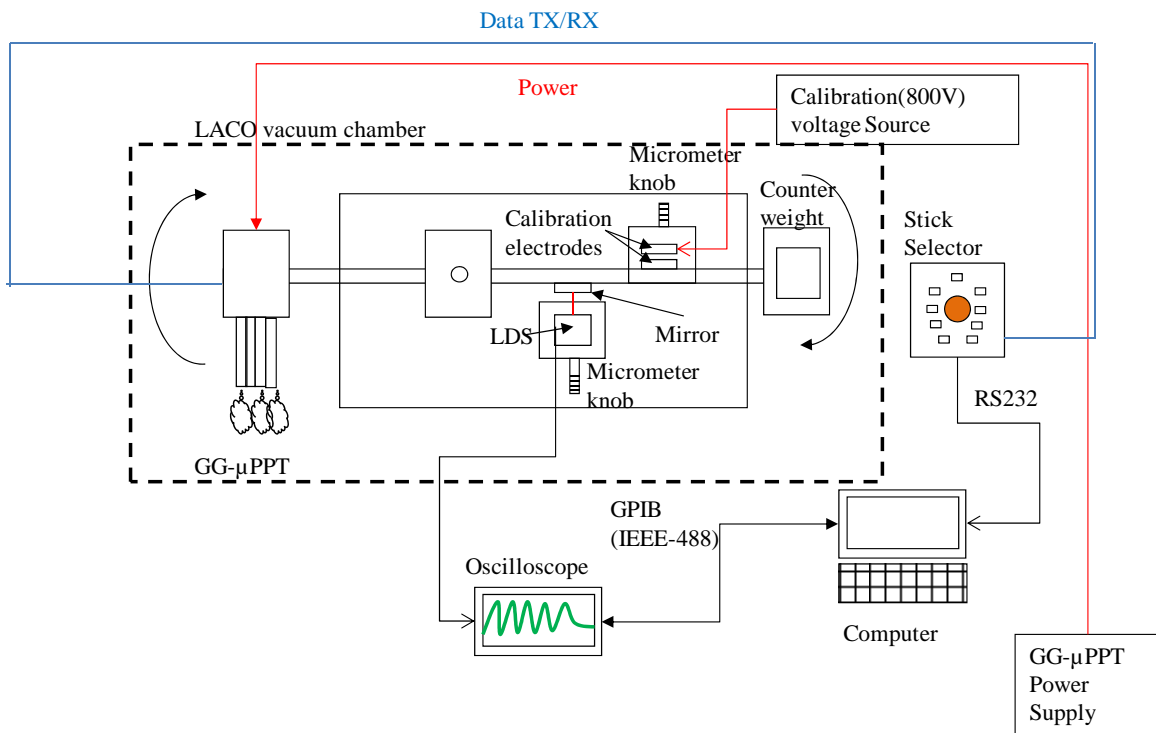 Data TX/RX
Power
Calibration(800V)
voltage Source
LACO vacuum chamber
Micrometer
knob
Counter
weight
Calibration
electrodes
Stick
Selector
LDS
Mirror
Micrometer
knob
RS232
GG-µPPT
GPIB
(IEEE-488)
Oscilloscope
Computer
GG-µPPT
Power
Supply